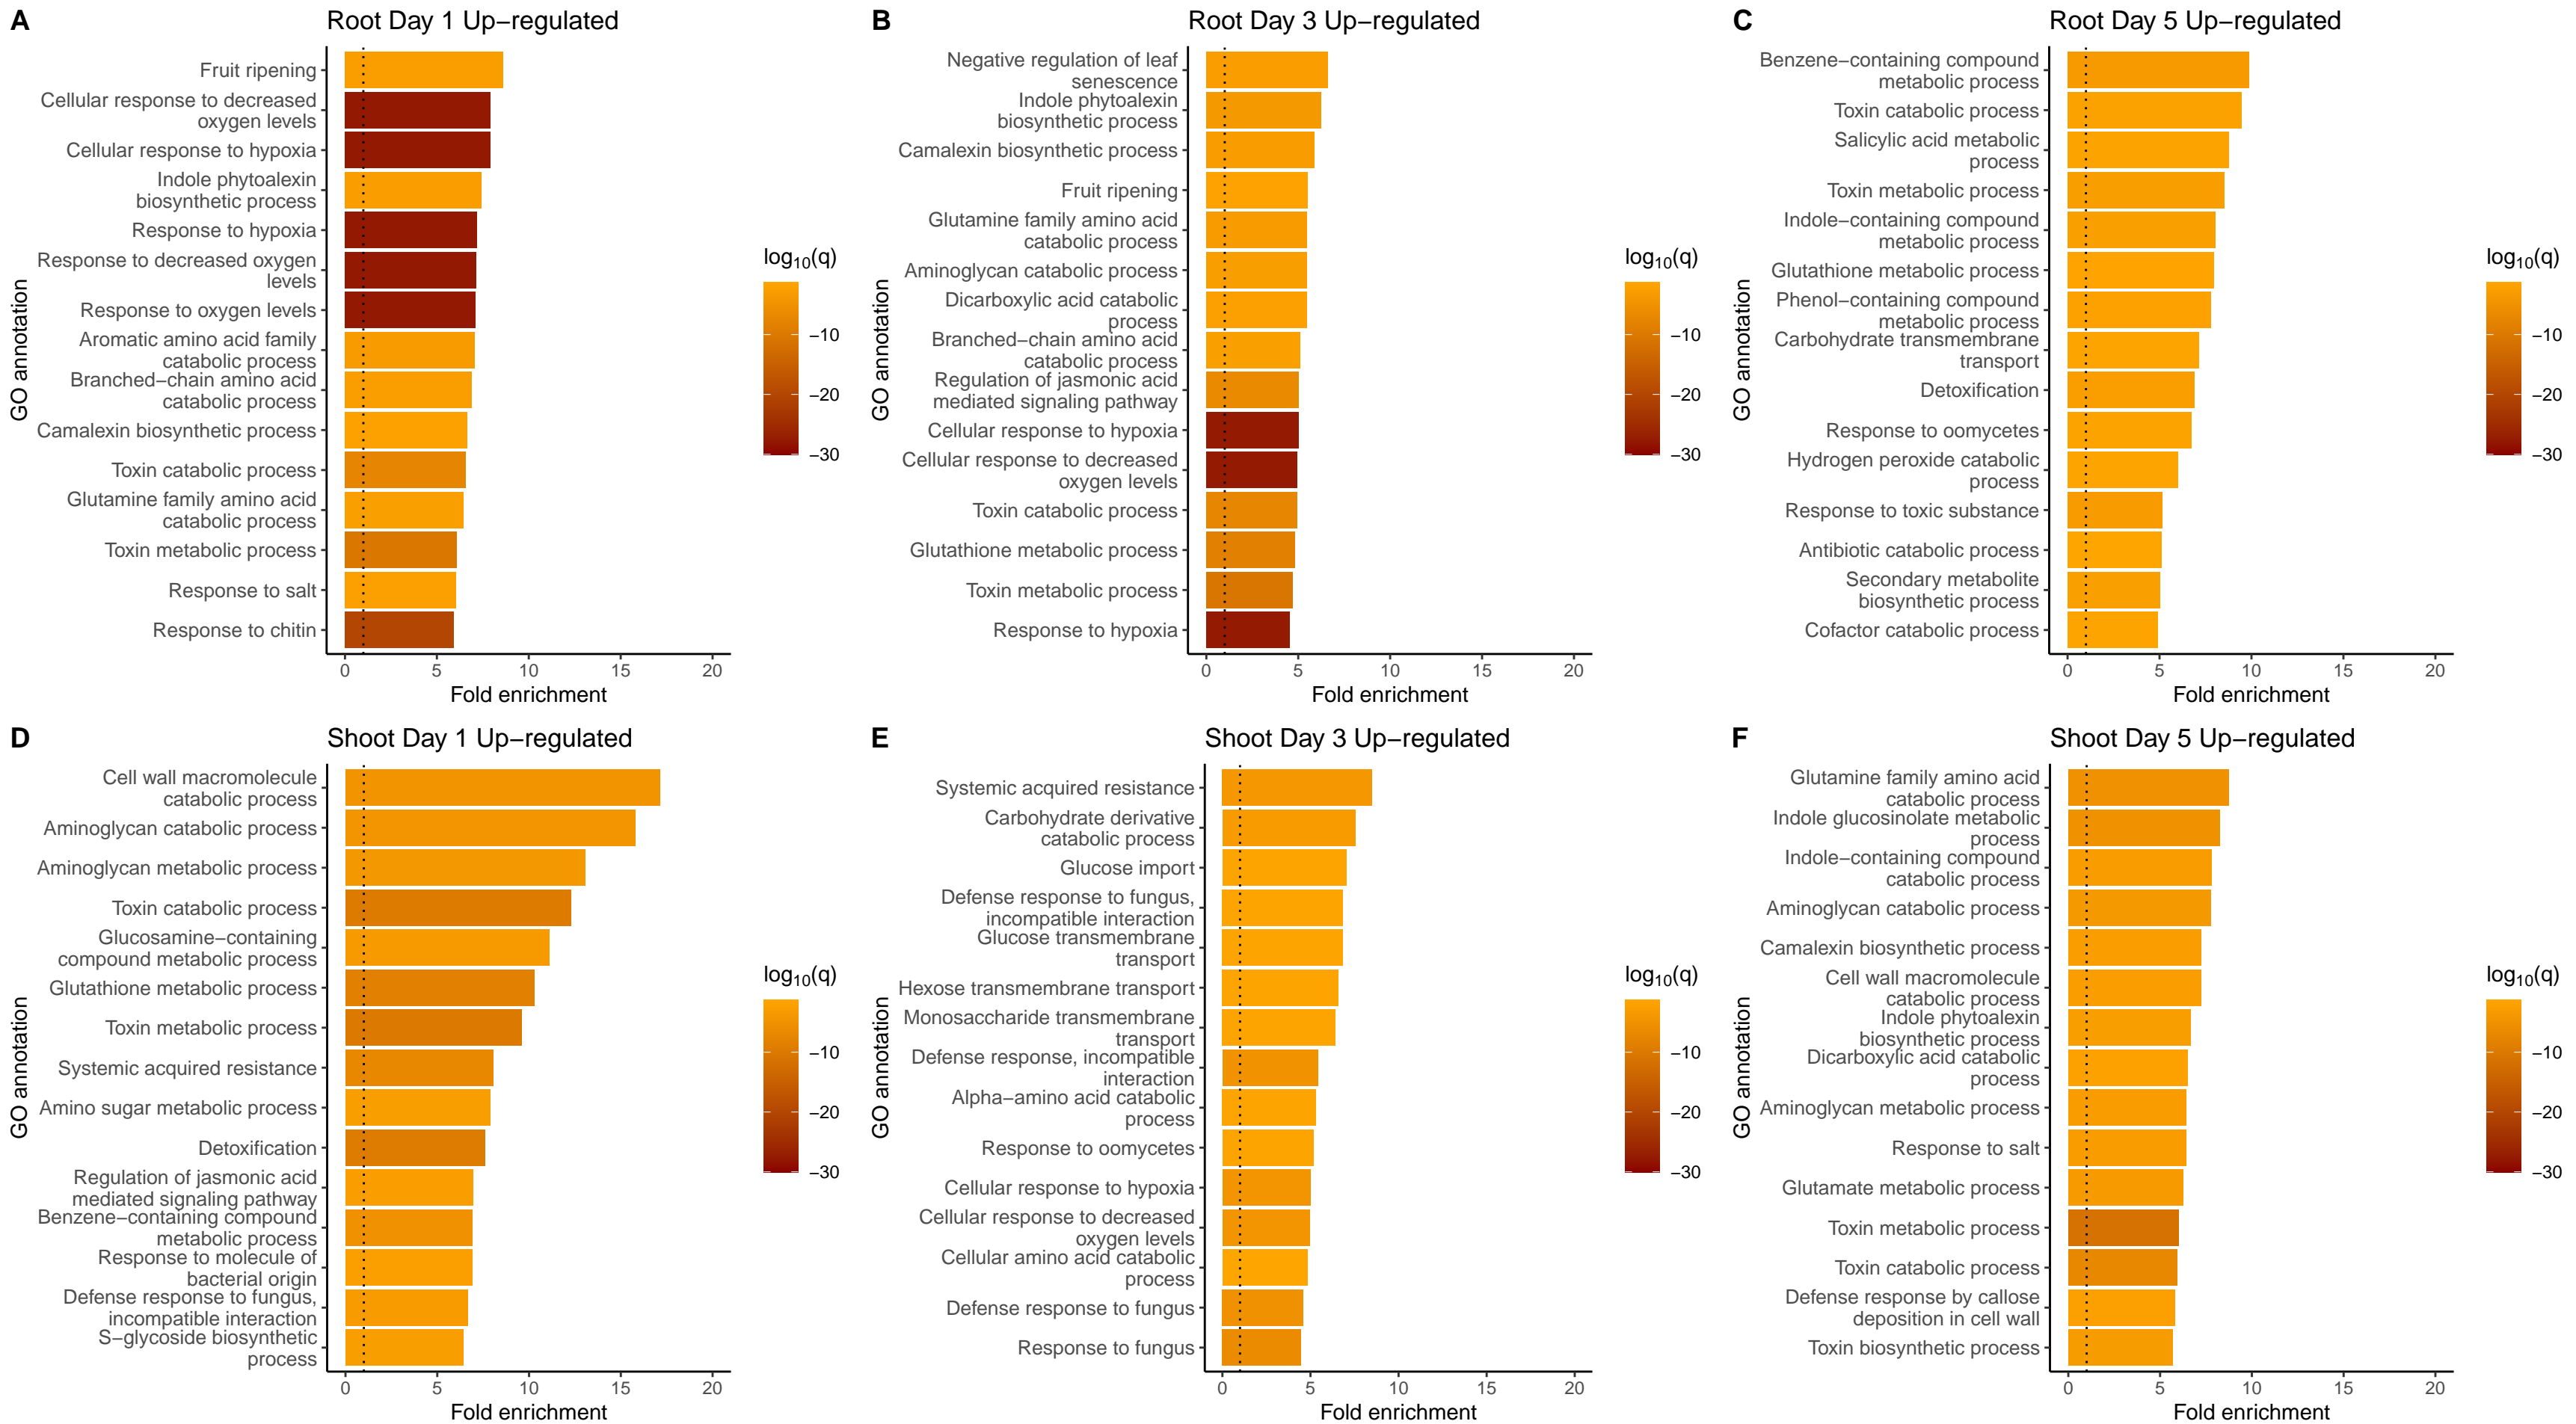 A
Root Day 1 Up−regulated
GO annotation
Fruit ripening
Cellular response to decreased
oxygen levels
Cellular response to hypoxia
Indole phytoalexin
biosynthetic process
Response to hypoxia
Response to decreased oxygen
levels
Response to oxygen levels
Aromatic amino acid family
catabolic process
Branched−chain amino acid
catabolic process
Camalexin biosynthetic process
Toxin catabolic process
Glutamine family amino acid
catabolic process
Toxin metabolic process
Response to salt
Response to chitin
0 5 10 15 20
Fold enrichment
log10(q)
−10
−20
−30
B
Root Day 3 Up−regulated
GO annotation
Negative regulation of leaf
senescence
Indole phytoalexin
biosynthetic process
Camalexin biosynthetic process
Fruit ripening
Glutamine family amino acid
catabolic process
Aminoglycan catabolic process
Dicarboxylic acid catabolic
process
Branched−chain amino acid
catabolic process
Regulation of jasmonic acid
mediated signaling pathway
Cellular response to hypoxia
Cellular response to decreased
oxygen levels
Toxin catabolic process
Glutathione metabolic process
Toxin metabolic process
Response to hypoxia
0 5 10 15 20
Fold enrichment
log10(q)
−10
−20
−30
C
Root Day 5 Up−regulated
GO annotation
Benzene−containing compound
metabolic process
Toxin catabolic process
Salicylic acid metabolic
process
Toxin metabolic process
Indole−containing compound
metabolic process
Glutathione metabolic process
Phenol−containing compound
metabolic process
Carbohydrate transmembrane
transport
Detoxification
Response to oomycetes
Hydrogen peroxide catabolic
process
Response to toxic substance
Antibiotic catabolic process
Secondary metabolite
biosynthetic process
Cofactor catabolic process
0 5 10 15 20
Fold enrichment
log10(q)
−10
−20
−30
D
Shoot Day 1 Up−regulated
GO annotation
Cell wall macromolecule
catabolic process
Aminoglycan catabolic process
Aminoglycan metabolic process
Toxin catabolic process
Glucosamine−containing
compound metabolic process
Glutathione metabolic process
Toxin metabolic process
Systemic acquired resistance
Amino sugar metabolic process
Detoxification
Regulation of jasmonic acid
mediated signaling pathway
Benzene−containing compound
metabolic process
Response to molecule of
bacterial origin
Defense response to fungus,
incompatible interaction
S−glycoside biosynthetic
process
0 5 10 15 20
Fold enrichment
log10(q)
−10
−20
−30
E
Shoot Day 3 Up−regulated
GO annotation
Systemic acquired resistance
Carbohydrate derivative
catabolic process
Glucose import
Defense response to fungus,
incompatible interaction
Glucose transmembrane
transport
Hexose transmembrane transport
Monosaccharide transmembrane
transport
Defense response, incompatible
interaction
Alpha−amino acid catabolic
process
Response to oomycetes
Cellular response to hypoxia
Cellular response to decreased
oxygen levels
Cellular amino acid catabolic
process
Defense response to fungus
Response to fungus
0 5 10 15 20
Fold enrichment
log10(q)
−10
−20
−30
F
Shoot Day 5 Up−regulated
GO annotation
Glutamine family amino acid
catabolic process
Indole glucosinolate metabolic
process
Indole−containing compound
catabolic process
Aminoglycan catabolic process
Camalexin biosynthetic process
Cell wall macromolecule
catabolic process
Indole phytoalexin
biosynthetic process
Dicarboxylic acid catabolic
process
Aminoglycan metabolic process
Response to salt
Glutamate metabolic process
Toxin metabolic process
Toxin catabolic process
Defense response by callose
deposition in cell wall
Toxin biosynthetic process
0 5 10 15 20
Fold enrichment
log10(q)
−10
−20
−30